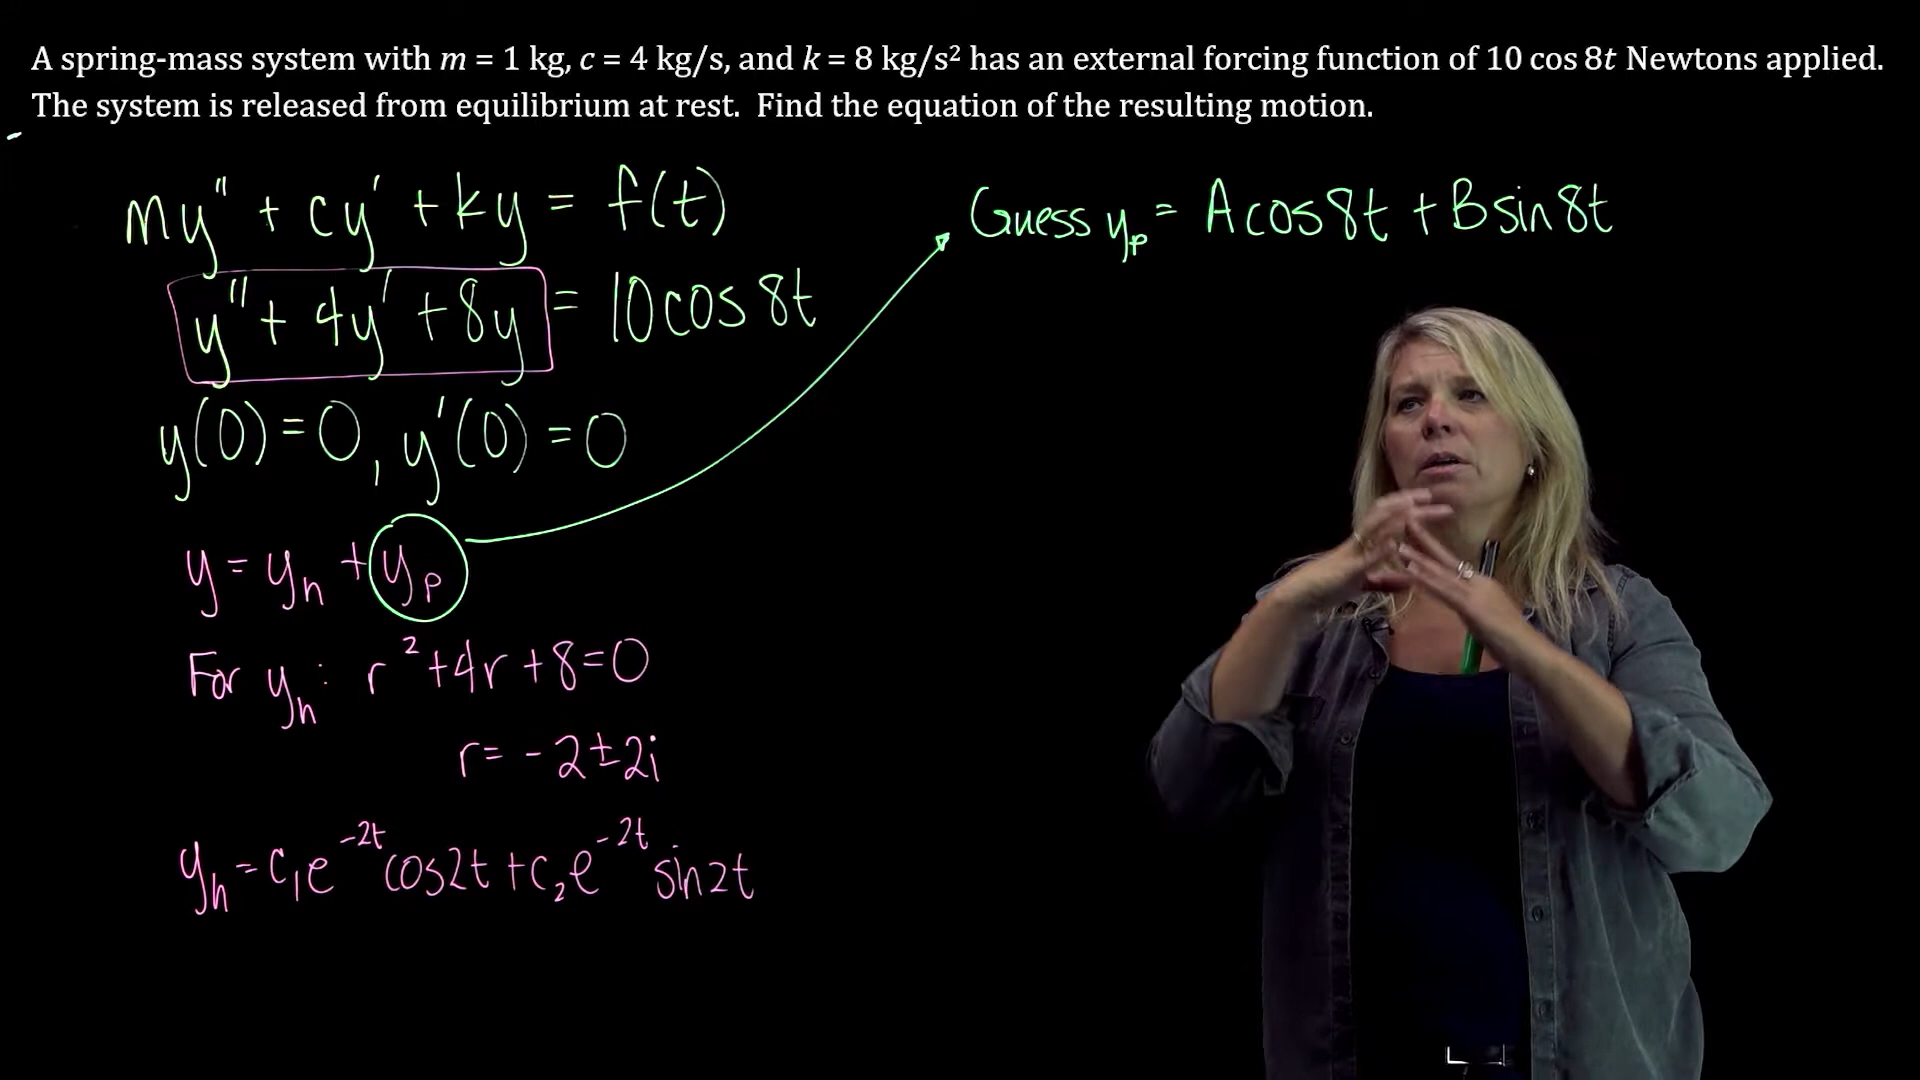 A spring-mass system with m = 1 kg, c = 4 kg/s, and k = 8 kg/s² has an external forcing function of 10 cos 8t Newtons applied.
The system is released from equilibrium at rest. Find the equation of the resulting motion.
my'' + cy' + ky = f(t)
y'' + 4y' + 8y = 10cos8t
y(0)=0, y'(0)=0
y = yₕ + yₚ
For yₕ: r²+4r+8=0
r = -2±2i
yₕ = c₁e^-2t cos2t + c₂e^-2t sin2t
Guess yₚ = Acos8t + Bsin8t